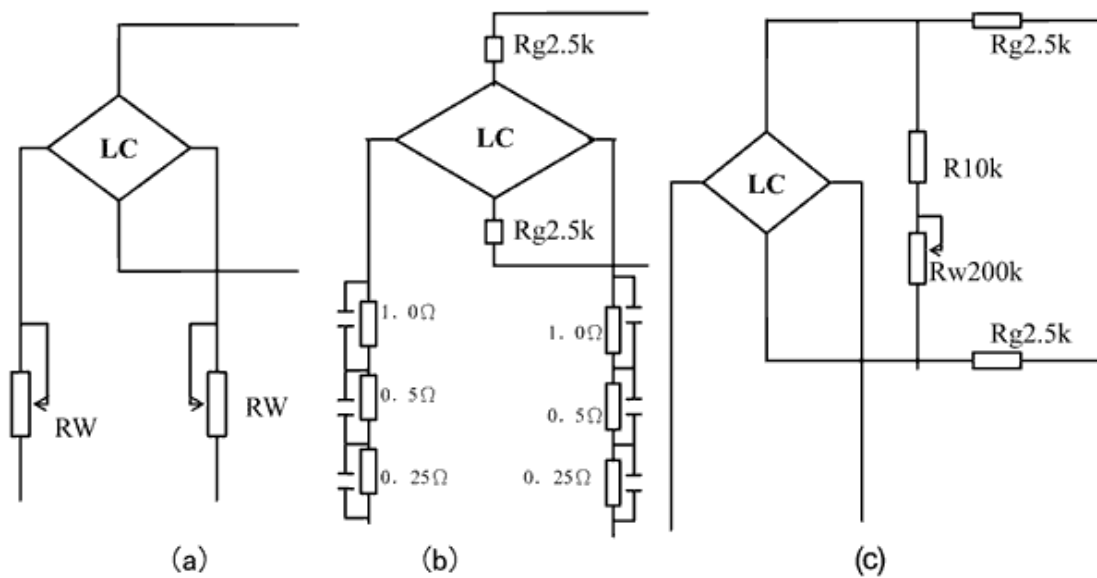 LC
RW
RW
(a)
Rg2.5k
LC
Rg2.5k
1. 0Ω
0. 5Ω
0. 25Ω
1. 0Ω
0. 5Ω
0. 25Ω
(b)
Rg2.5k
LC
R10k
Rw200k
Rg2.5k
(c)